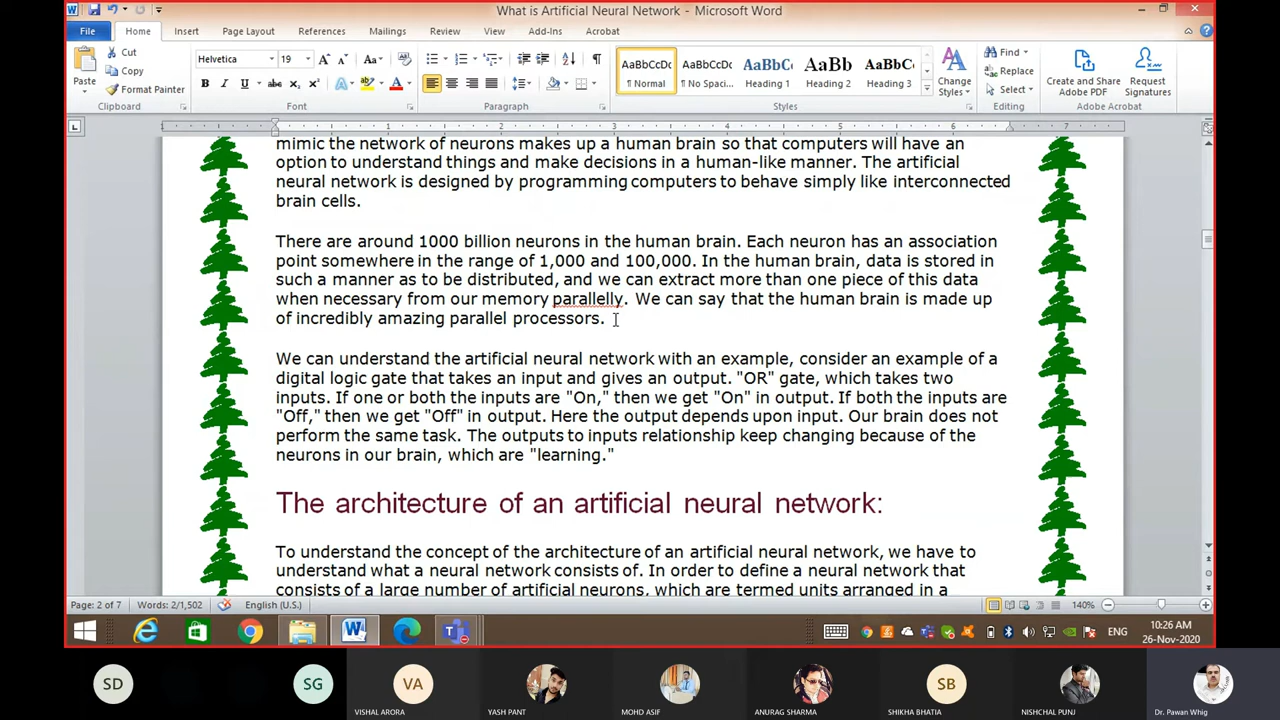 What is Artificial Neural Network - Microsoft Word
File Home Insert Page Layout References Mailings Review View Add-Ins Acrobat
Paste Cut Copy Format Painter Clipboard
Helvetica 19 Font
Paragraph
AaBbCcDc AaBbCcDc AaBbC AaBb AaBbC
¶ Normal ¶ No Spaci... Heading 1 Heading 2 Heading 3
Change Styles Styles
Find Replace Select Editing
Create and Share Adobe PDF Request Signatures Adobe Acrobat
1 1 2 3 4 5 6 7
mimic the network of neurons makes up a human brain so that computers will have an
option to understand things and make decisions in a human-like manner. The artificial
neural network is designed by programming computers to behave simply like interconnected
brain cells.
There are around 1000 billion neurons in the human brain. Each neuron has an association
point somewhere in the range of 1,000 and 100,000. In the human brain, data is stored in
such a manner as to be distributed, and we can extract more than one piece of this data
when necessary from our memory parallelly. We can say that the human brain is made up
of incredibly amazing parallel processors.
We can understand the artificial neural network with an example, consider an example of a
digital logic gate that takes an input and gives an output. "OR" gate, which takes two
inputs. If one or both the inputs are "On," then we get "On" in output. If both the inputs are
"Off," then we get "Off" in output. Here the output depends upon input. Our brain does not
perform the same task. The outputs to inputs relationship keep changing because of the
neurons in our brain, which are "learning."
The architecture of an artificial neural network:
To understand the concept of the architecture of an artificial neural network, we have to
understand what a neural network consists of. In order to define a neural network that
consists of a large number of artificial neurons, which are termed units arranged in a
Page: 2 of 7 Words: 2/1,502 English (U.S.) 140%
ENG 10:26 AM
26-Nov-2020
SD SG VA SB
VISHAL ARORA YASH PANT MOHD ASIF ANURAG SHARMA SHIKHA BHATIA NISHCHAL PUNJ Dr. Pawan Whig